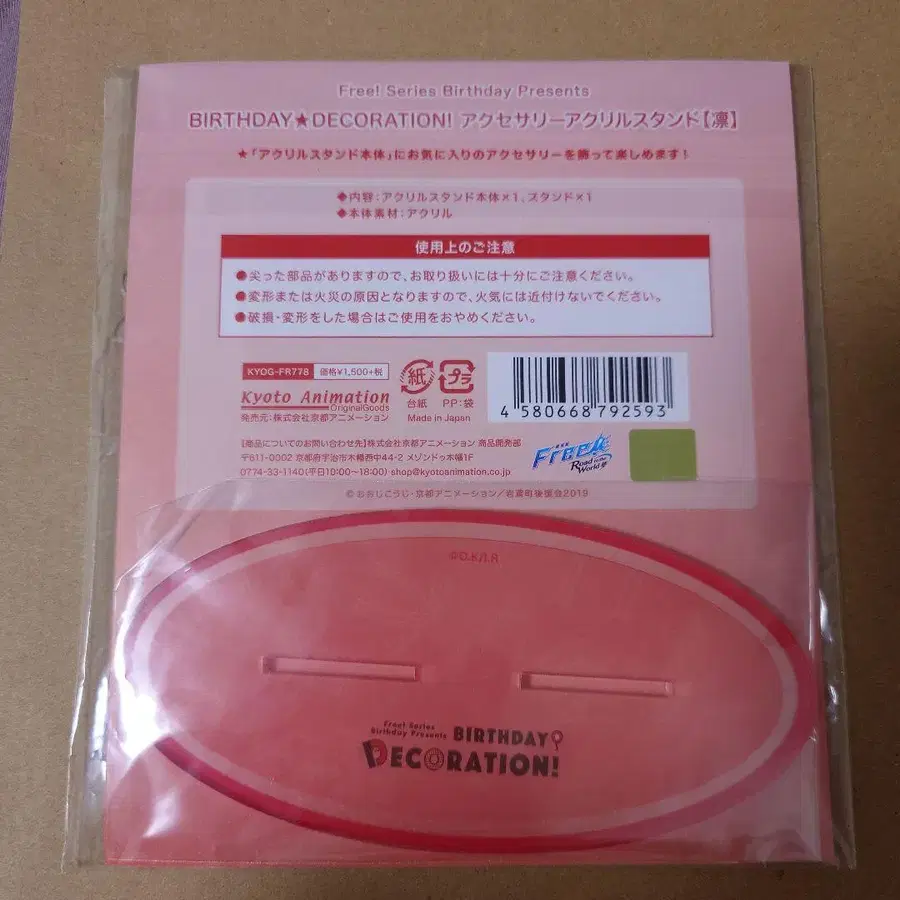 Free! Series Birthday Presents
BIRTHDAY★DECORATION! アクセサリーアクリルスタンド【凛】
★「アクリルスタンド本体」にお気に入りのアクセサリーを飾って楽しめます!
◆内容:アクリルスタンド本体×1、スタンド×1
◆本体素材:アクリル
使用上のご注意
●尖った部品がありますので、お取り扱いには十分にご注意ください。
●変形または火災の原因となりますので、火気には近付けないでください。
●破損・変形をした場合はご使用をおやめください。
KYOG-FR778 価格¥1,500+税
紙 プラ
Kyoto Animation
OriginalGoods
台紙 PP:袋
発売元:株式会社京都アニメーション
Made in Japan
4 580668 792593
【商品についてのお問い合わせ先】株式会社京都アニメーション 商品開発部
〒611-0002 京都府宇治市木幡西中44-2 メゾンドゥ木幡1F
0774-33-1140(平日10:00~18:00) shop@kyotoanimation.co.jp
Free!
Road to the World
©おおじこうじ・京都アニメーション/岩鳶町後援会2019
©O.K/I.R
Free! Series
Birthday Presents BIRTHDAY
DECORATION!